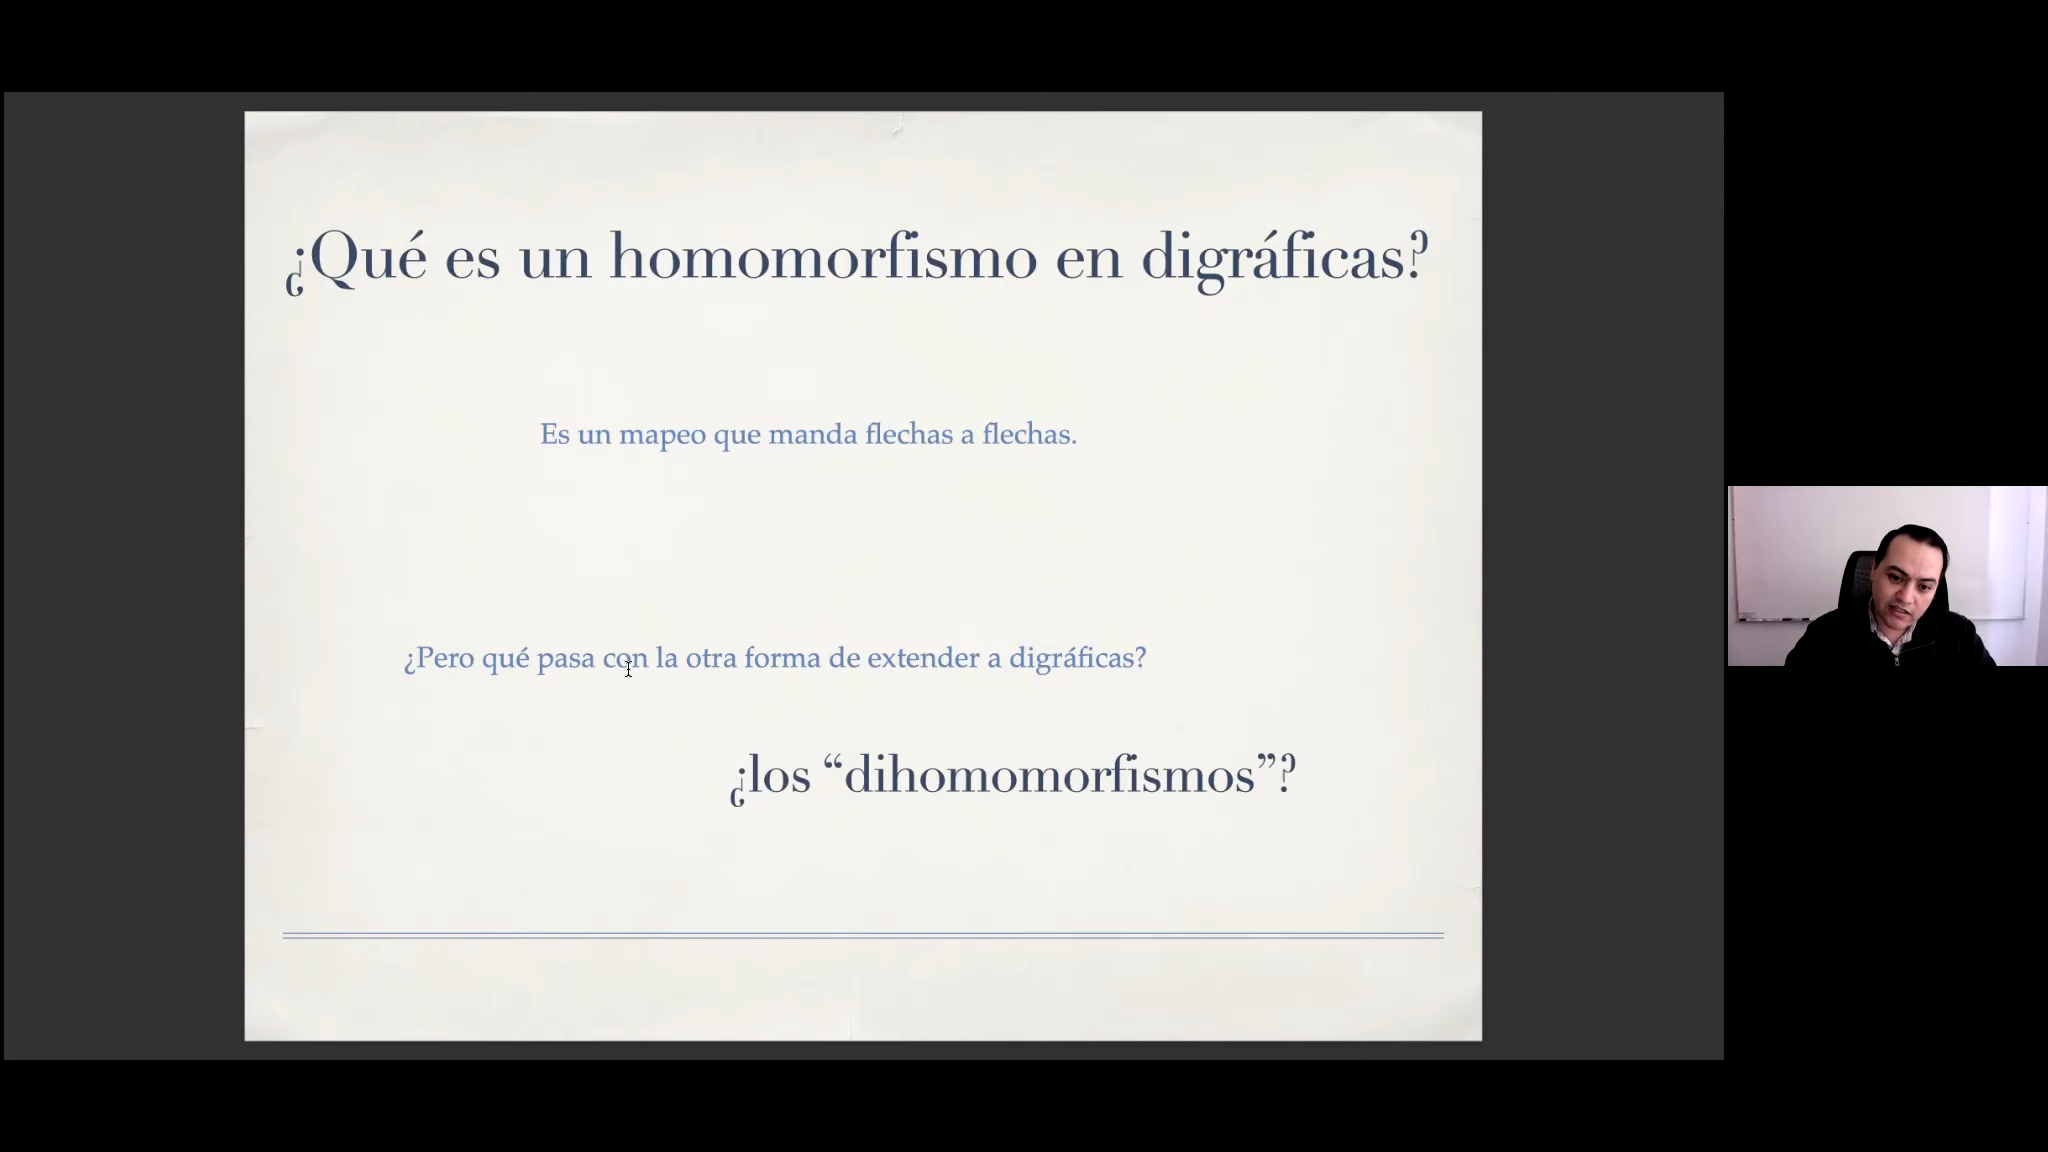 ¿Qué es un homomorfismo en digráficas?
Es un mapeo que manda flechas a flechas.
¿Pero qué pasa con la otra forma de extender a digráficas?
¿los “dihomomorfismos”?